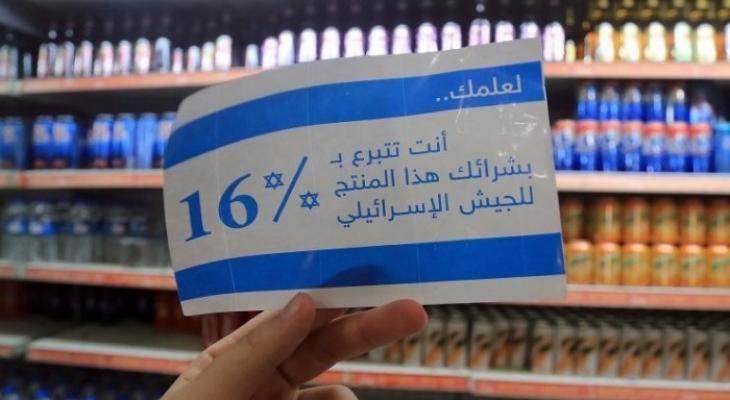 لعلمك..
أنت تتبرع بـ
بشرائك هذا المنتج
للجيش الإسرائيلي
16%